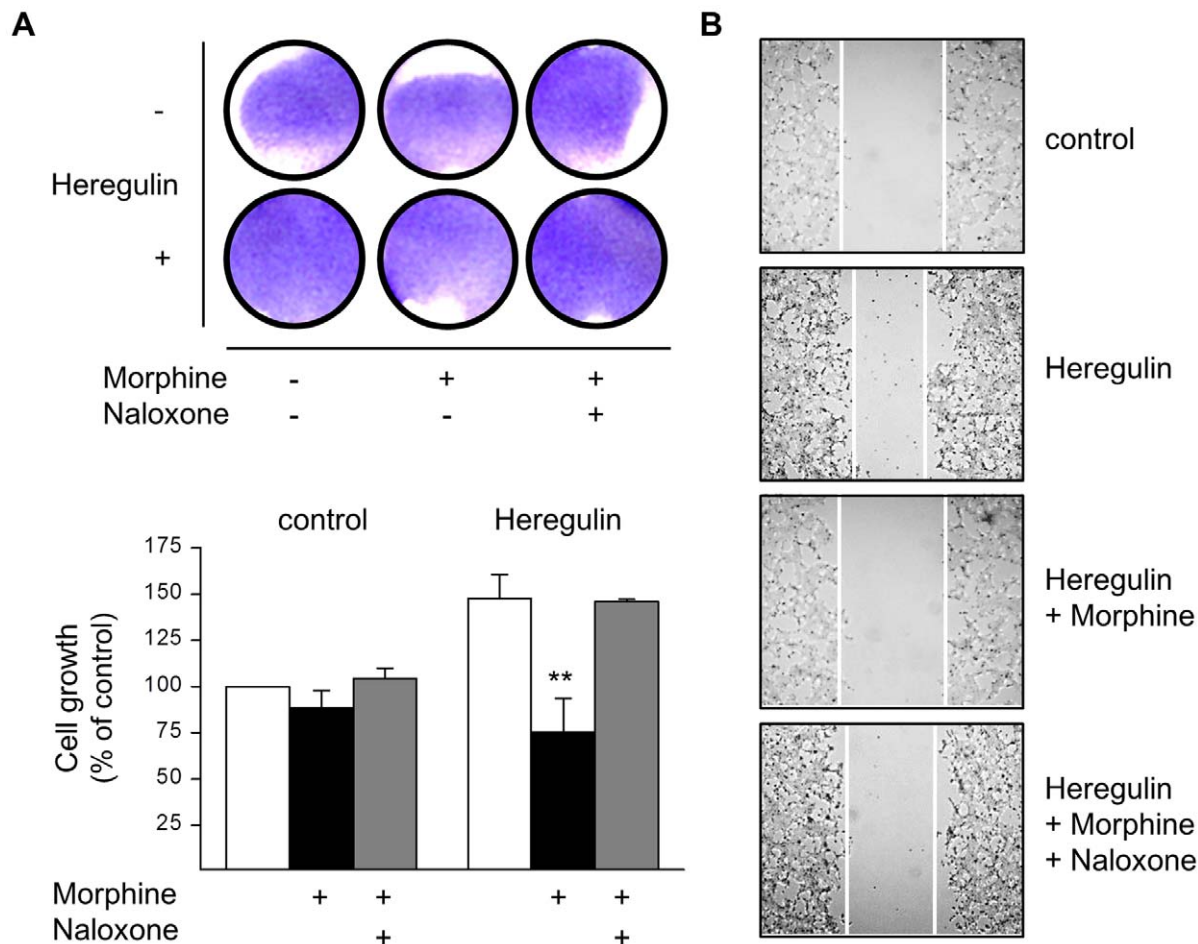 A
-
Heregulin
+
Morphine - + +
Naloxone - - +
control Heregulin
175
150
125
100
75
50
25
Cell growth
(% of control)
**
Morphine + + + +
Naloxone + +
B
control
Heregulin
Heregulin
+ Morphine
Heregulin
+ Morphine
+ Naloxone